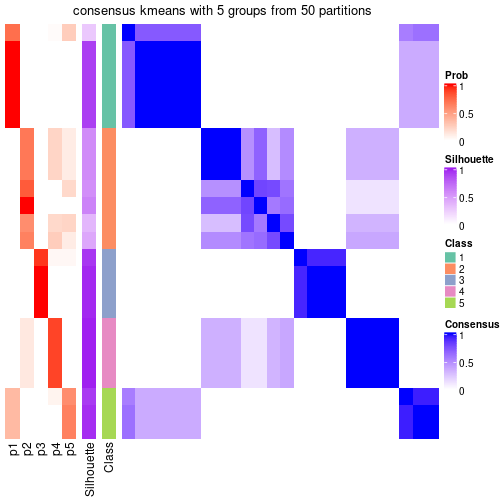 consensus kmeans with 5 groups from 50 partitions
Prob
1
0.5
0
Silhouette
1
0.5
0
Class
1
2
3
4
5
Consensus
1
0.5
0
p1
p2
p3
p4
p5
Silhouette
Class